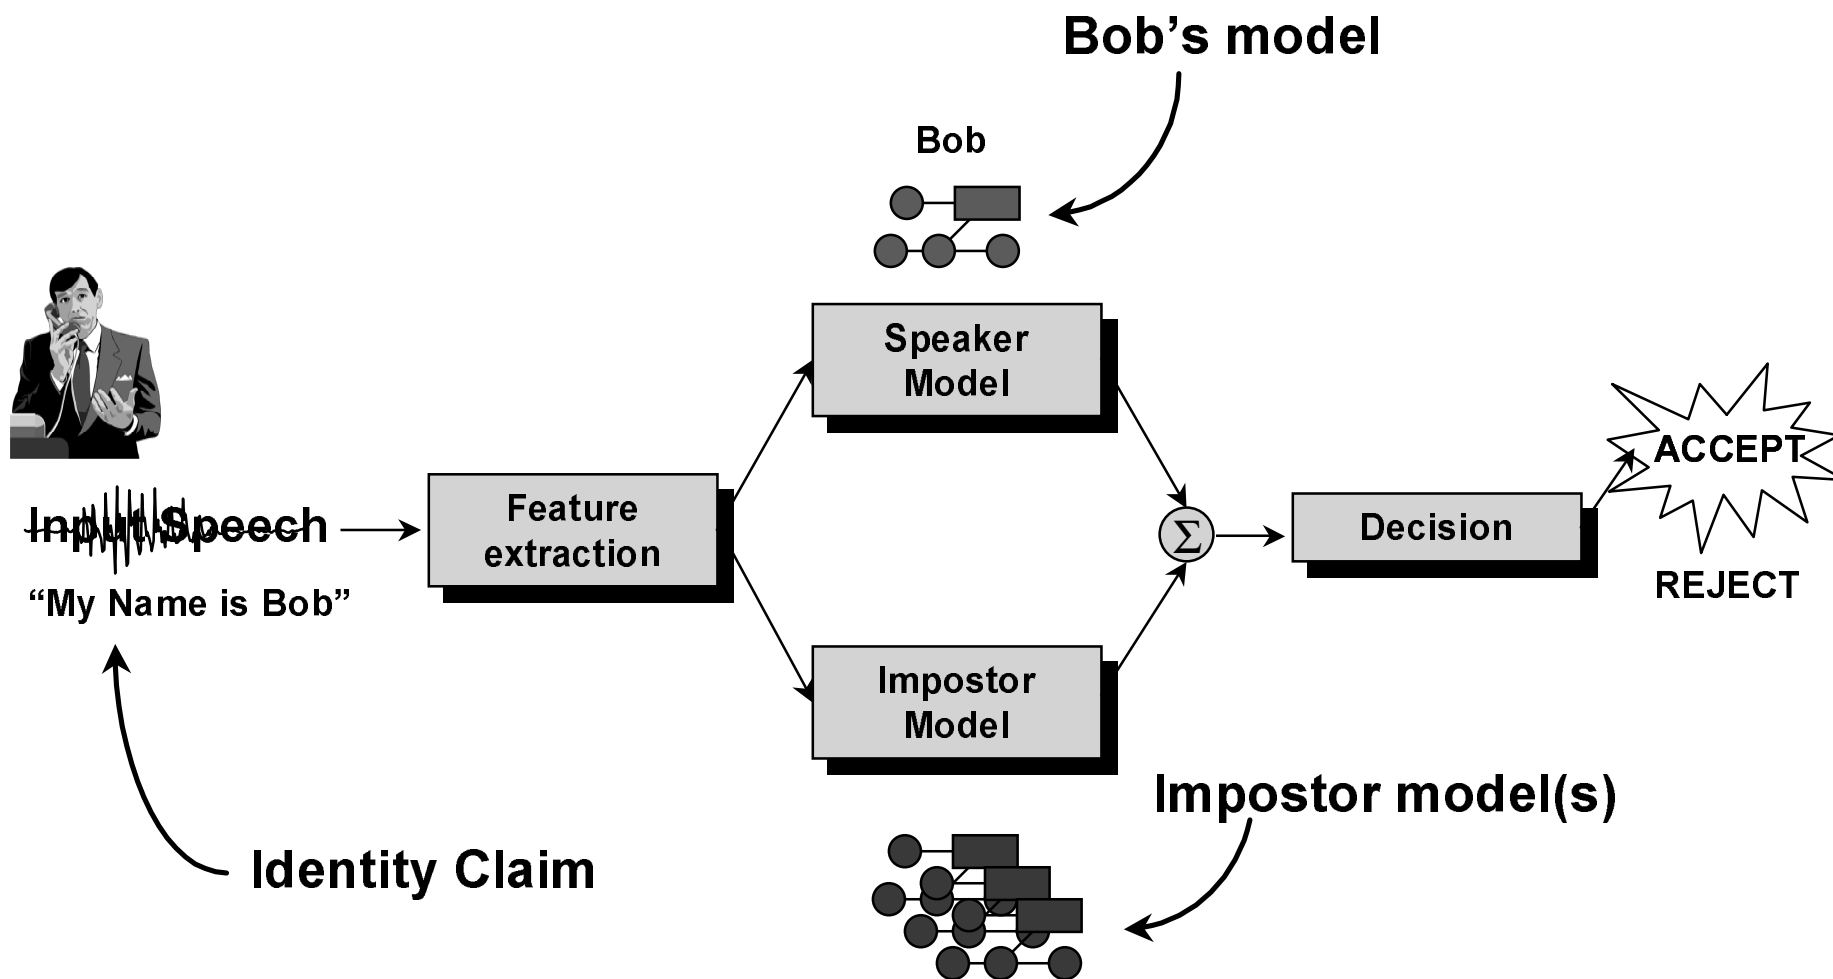 Bob’s model
Bob
Speaker
Model
Input Speech
“My Name is Bob”
Feature
extraction
Σ
Decision
ACCEPT
REJECT
Impostor
Model
Impostor model(s)
Identity Claim